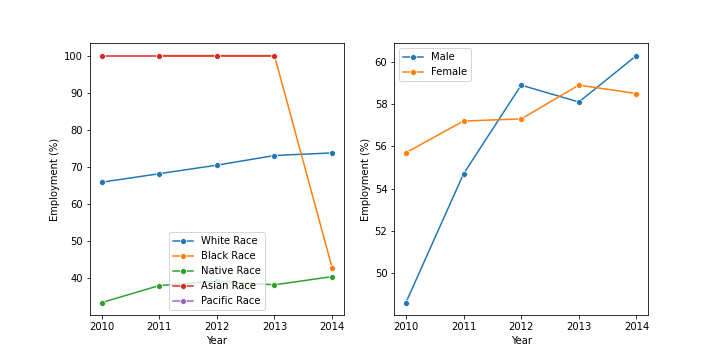 100
90
80
70
60
50
40
Employment (%)
White Race
Black Race
Native Race
Asian Race
Pacific Race
2010 2011 2012 2013 2014
Year
60
58
56
54
52
50
Employment (%)
Male
Female
2010 2011 2012 2013 2014
Year